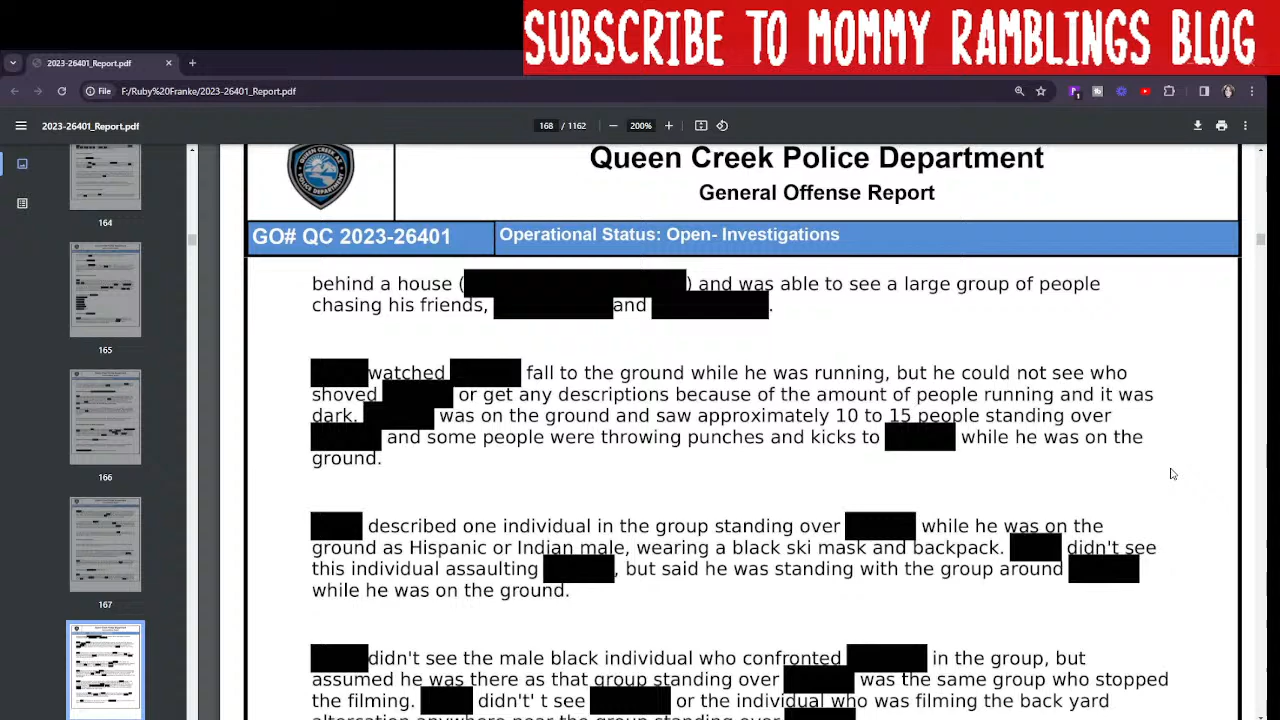 SUBSCRIBE TO MOMMY RAMBLINGS BLOG
2023-26401_Report.pdf
File F:/Ruby%20Franke/2023-26401_Report.pdf
2023-26401_Report.pdf 168 / 1162 200%
Queen Creek Police Department
General Offense Report
GO# QC 2023-26401 Operational Status: Open- Investigations
behind a house ( ) and was able to see a large group of people
chasing his friends, and .
watched fall to the ground while he was running, but he could not see who
shoved or get any descriptions because of the amount of people running and it was
dark. was on the ground and saw approximately 10 to 15 people standing over
and some people were throwing punches and kicks to while he was on the
ground.
described one individual in the group standing over while he was on the
ground as Hispanic or Indian male, wearing a black ski mask and backpack. didn't see
this individual assaulting , but said he was standing with the group around
while he was on the ground.
didn't see the male black individual who confronted in the group, but
assumed he was there as that group standing over was the same group who stopped
the filming. didn't' t see or the individual who was filming the back yard
altercation anywhere near the group standing over
164
165
166
167